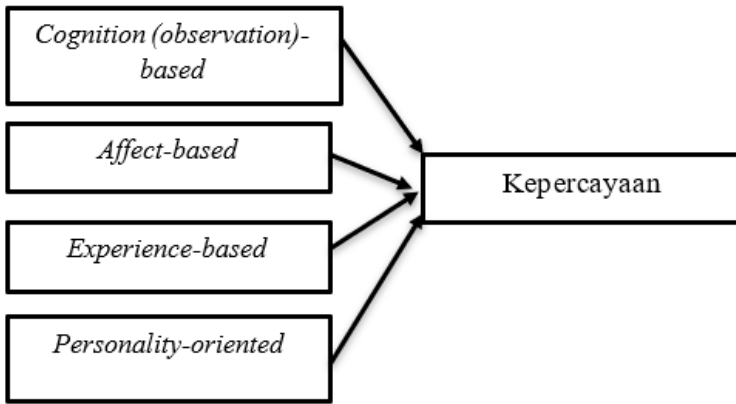 Cognition (observation)-
based
Affect-based
Kepercayaan
Experience-based
Personality-oriented